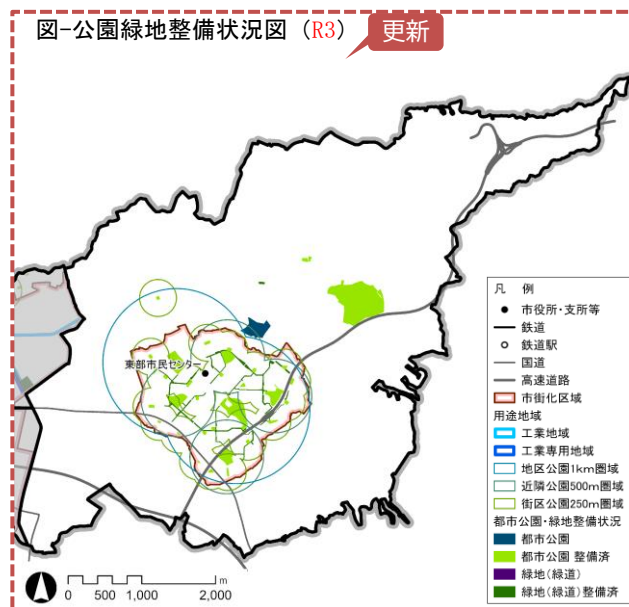 図-公園緑地整備状況図（R3）
更新
東部市民センター
凡 例
市役所・支所等
鉄道
鉄道駅
国道
高速道路
市街化区域
用途地域
工業地域
工業専用地域
地区公園1km圏域
近隣公園500m圏域
街区公園250m圏域
都市公園・緑地整備状況
都市公園
都市公園 整備済
緑地(緑道)
緑地(緑道)整備済
0 500 1,000 2,000 m